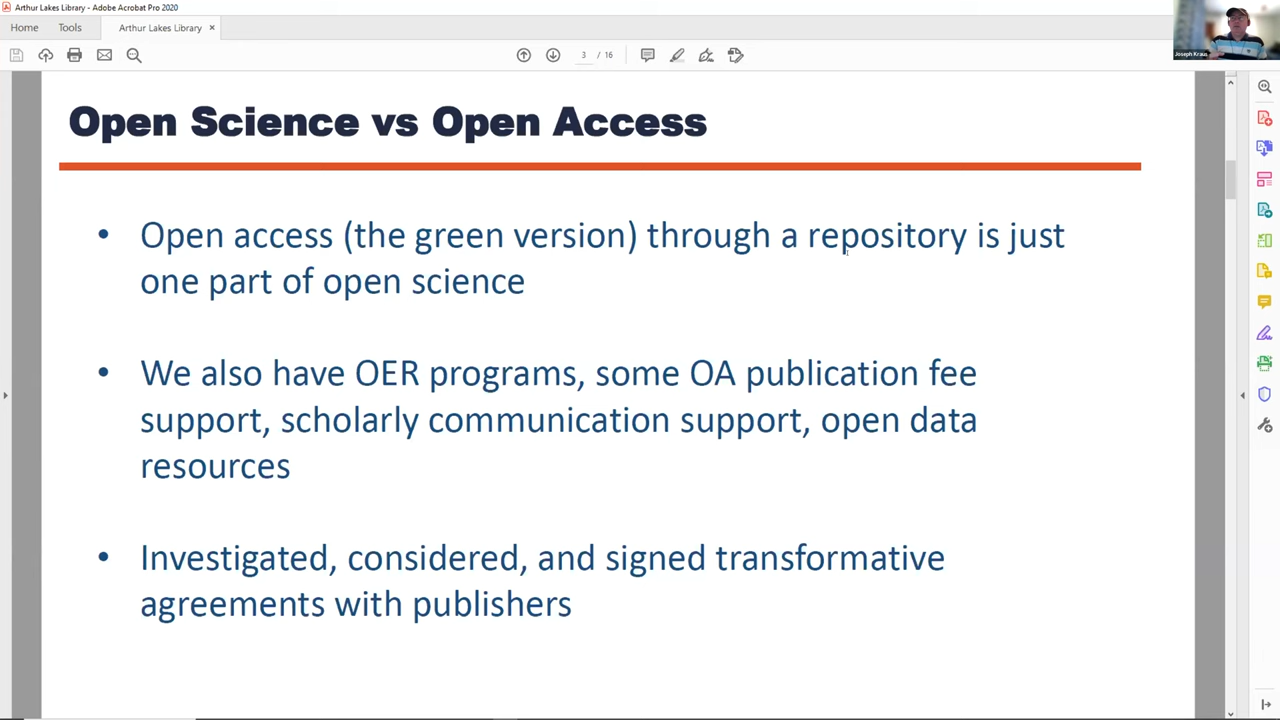 Arthur Lakes Library - Adobe Acrobat Pro 2020
Home
Tools
Arthur Lakes Library
3 / 16
Joseph Kraus
Open Science vs Open Access
• Open access (the green version) through a repository is just
one part of open science
• We also have OER programs, some OA publication fee
support, scholarly communication support, open data
resources
• Investigated, considered, and signed transformative
agreements with publishers